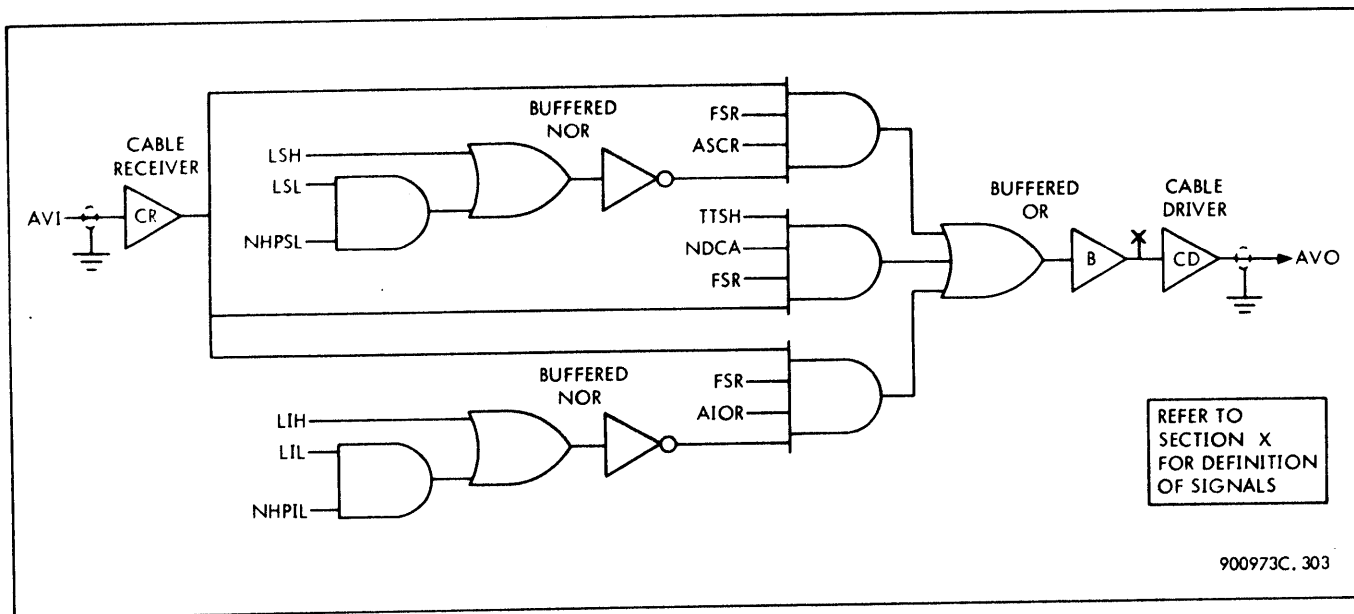 BUFFERED
NOR
CABLE
RECEIVER
FSR
ASCR
LSH
LSL
NHPSL
AVI
CR
TTSH
NDCA
FSR
BUFFERED
OR
B
X
CABLE
DRIVER
CD
AVO
BUFFERED
NOR
FSR
AIOR
LIH
LIL
NHPIL
REFER TO
SECTION X
FOR DEFINITION
OF SIGNALS
900973C. 303